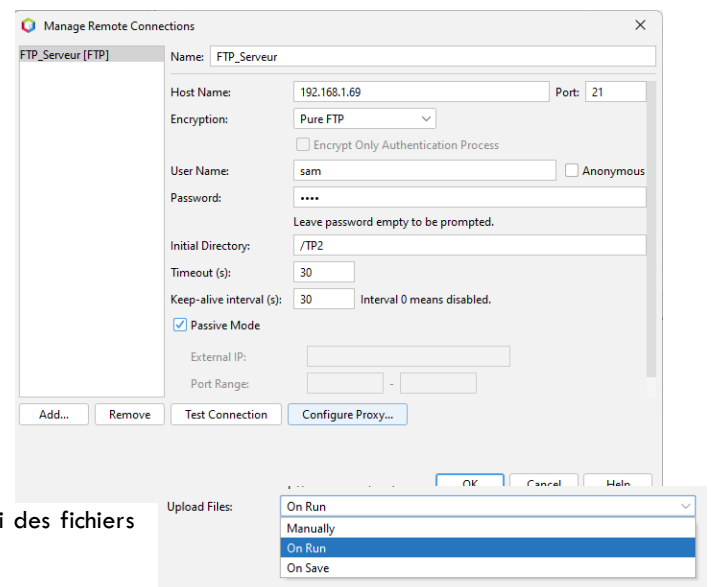 Manage Remote Connections
FTP_Serveur [FTP]
Name: FTP_Serveur
Host Name: 192.168.1.69 Port: 21
Encryption: Pure FTP
Encrypt Only Authentication Process
User Name: sam Anonymous
Password: ••••
Leave password empty to be prompted.
Initial Directory: /TP2
Timeout (s): 30
Keep-alive interval (s): 30 Interval 0 means disabled.
Passive Mode
External IP:
Port Range: -
Add... Remove Test Connection Configure Proxy...
OK Cancel Help
i des fichiers
Upload Files: On Run
Manually
On Run
On Save